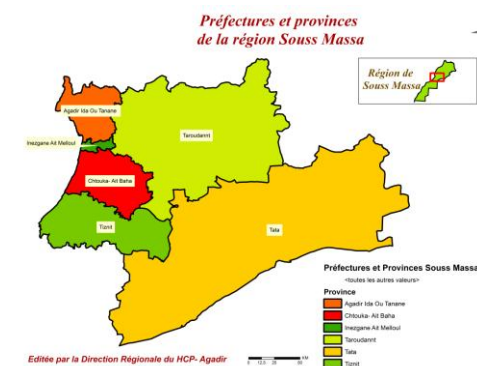 Préfectures et provinces
de la région Souss Massa
Région de
Souss Massa
Agadir Ida Ou Tanane
Taroudannt
Inezgane Ait Melloul
Chtouka- Ait Baha
Tiznit
Tata
Préfectures et Provinces Souss Massa
<toutes les autres valeurs>
Province
Agadir Ida Ou Tanane
Chtouka- Ait Baha
Inezgane Ait Melloul
Taroudannt
Tata
Tiznit
Editée par la Direction Régionale du HCP- Agadir
KM